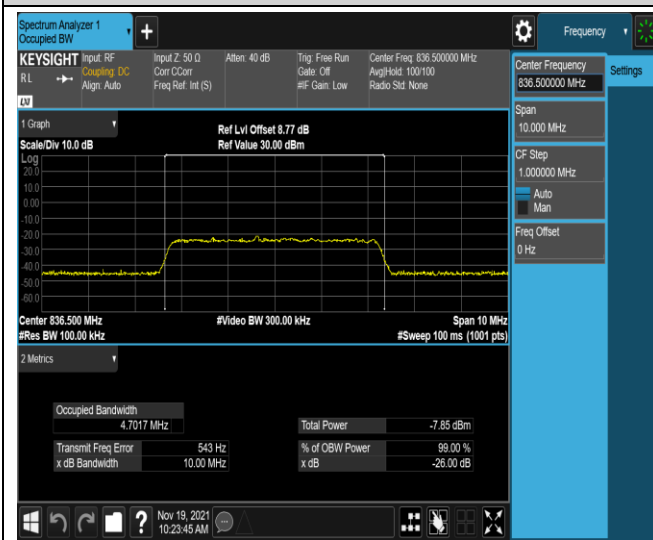 Spectrum Analyzer 1
Occupied BW
+
Frequency
KEYSIGHT
RL
LXI
Input: RF
Coupling: DC
Align: Auto
Input Z: 50 Ω
Corr CCorr
Freq Ref: Int (S)
Atten: 40 dB
Trig: Free Run
Gate: Off
#IF Gain: Low
Center Freq: 836.500000 MHz
Avg|Hold: 100/100
Radio Std: None
Center Frequency
836.500000 MHz
Settings
Span
10.000 MHz
CF Step
1.000000 MHz
Auto
Man
Freq Offset
0 Hz
1 Graph
Scale/Div 10.0 dB
Ref Lvl Offset 8.77 dB
Ref Value 30.00 dBm
Log
20.0
10.0
0.00
-10.0
-20.0
-30.0
-40.0
-50.0
-60.0
Center 836.500 MHz
#Video BW 300.00 kHz
Span 10 MHz
#Res BW 100.00 kHz
#Sweep 100 ms (1001 pts)
2 Metrics
Occupied Bandwidth
4.7017 MHz
Total Power -7.85 dBm
Transmit Freq Error 543 Hz
% of OBW Power 99.00 %
x dB Bandwidth 10.00 MHz
x dB -26.00 dB
?
Nov 19, 2021
10:23:45 AM